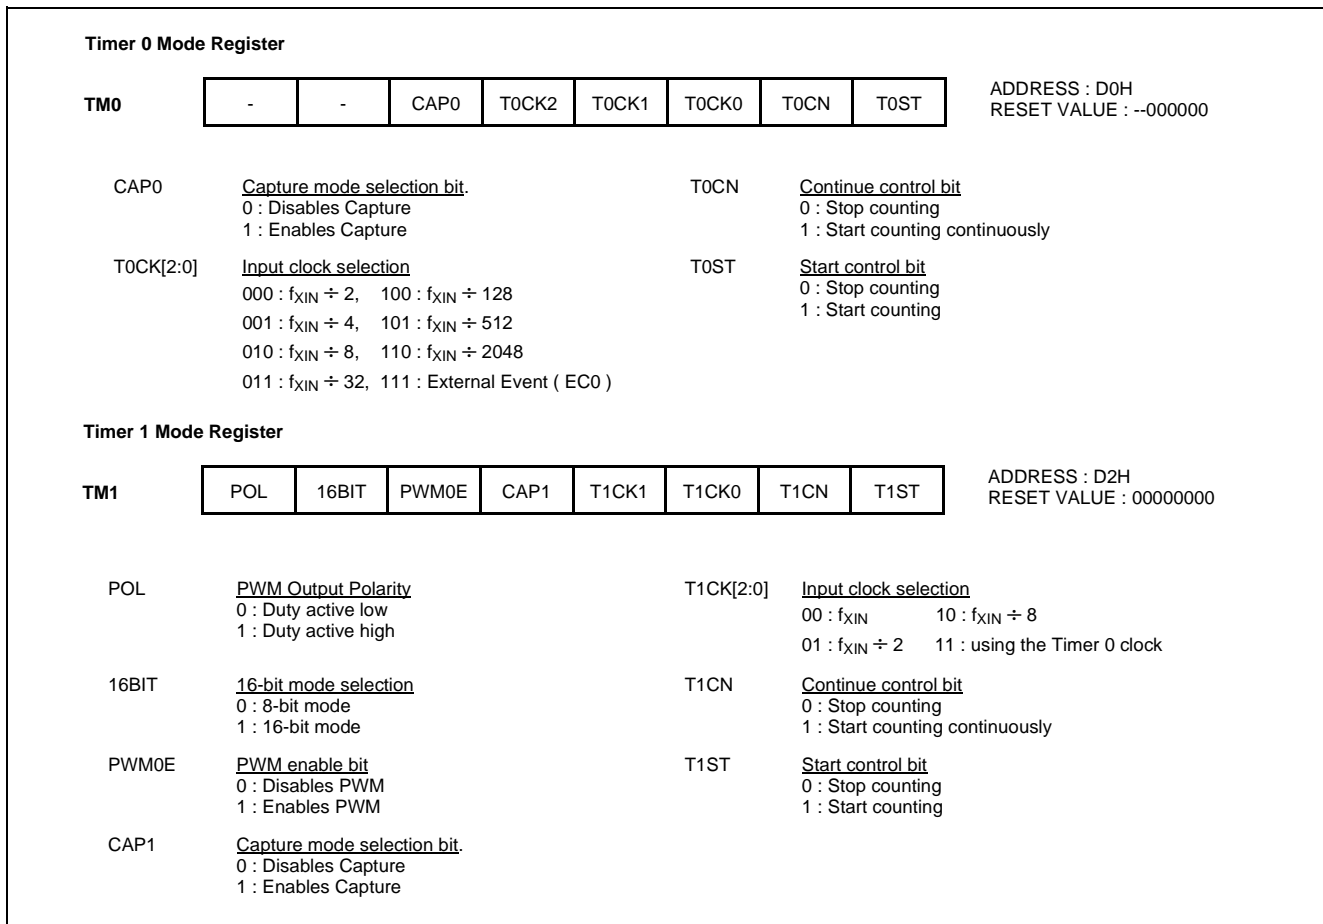 Timer 0 Mode Register
TM0 - - CAP0 T0CK2 T0CK1 T0CK0 T0CN T0ST
ADDRESS : D0H
RESET VALUE : --000000
CAP0 Capture mode selection bit.
0 : Disables Capture
1 : Enables Capture
T0CK[2:0] Input clock selection
000 : fXIN ÷ 2, 100 : fXIN ÷ 128
001 : fXIN ÷ 4, 101 : fXIN ÷ 512
010 : fXIN ÷ 8, 110 : fXIN ÷ 2048
011 : fXIN ÷ 32, 111 : External Event ( EC0 )
T0CN Continue control bit
0 : Stop counting
1 : Start counting continuously
T0ST Start control bit
0 : Stop counting
1 : Start counting
Timer 1 Mode Register
TM1 POL 16BIT PWM0E CAP1 T1CK1 T1CK0 T1CN T1ST
ADDRESS : D2H
RESET VALUE : 00000000
POL PWM Output Polarity
0 : Duty active low
1 : Duty active high
16BIT 16-bit mode selection
0 : 8-bit mode
1 : 16-bit mode
PWM0E PWM enable bit
0 : Disables PWM
1 : Enables PWM
CAP1 Capture mode selection bit.
0 : Disables Capture
1 : Enables Capture
T1CK[2:0] Input clock selection
00 : fXIN 10 : fXIN ÷ 8
01 : fXIN ÷ 2 11 : using the Timer 0 clock
T1CN Continue control bit
0 : Stop counting
1 : Start counting continuously
T1ST Start control bit
0 : Stop counting
1 : Start counting